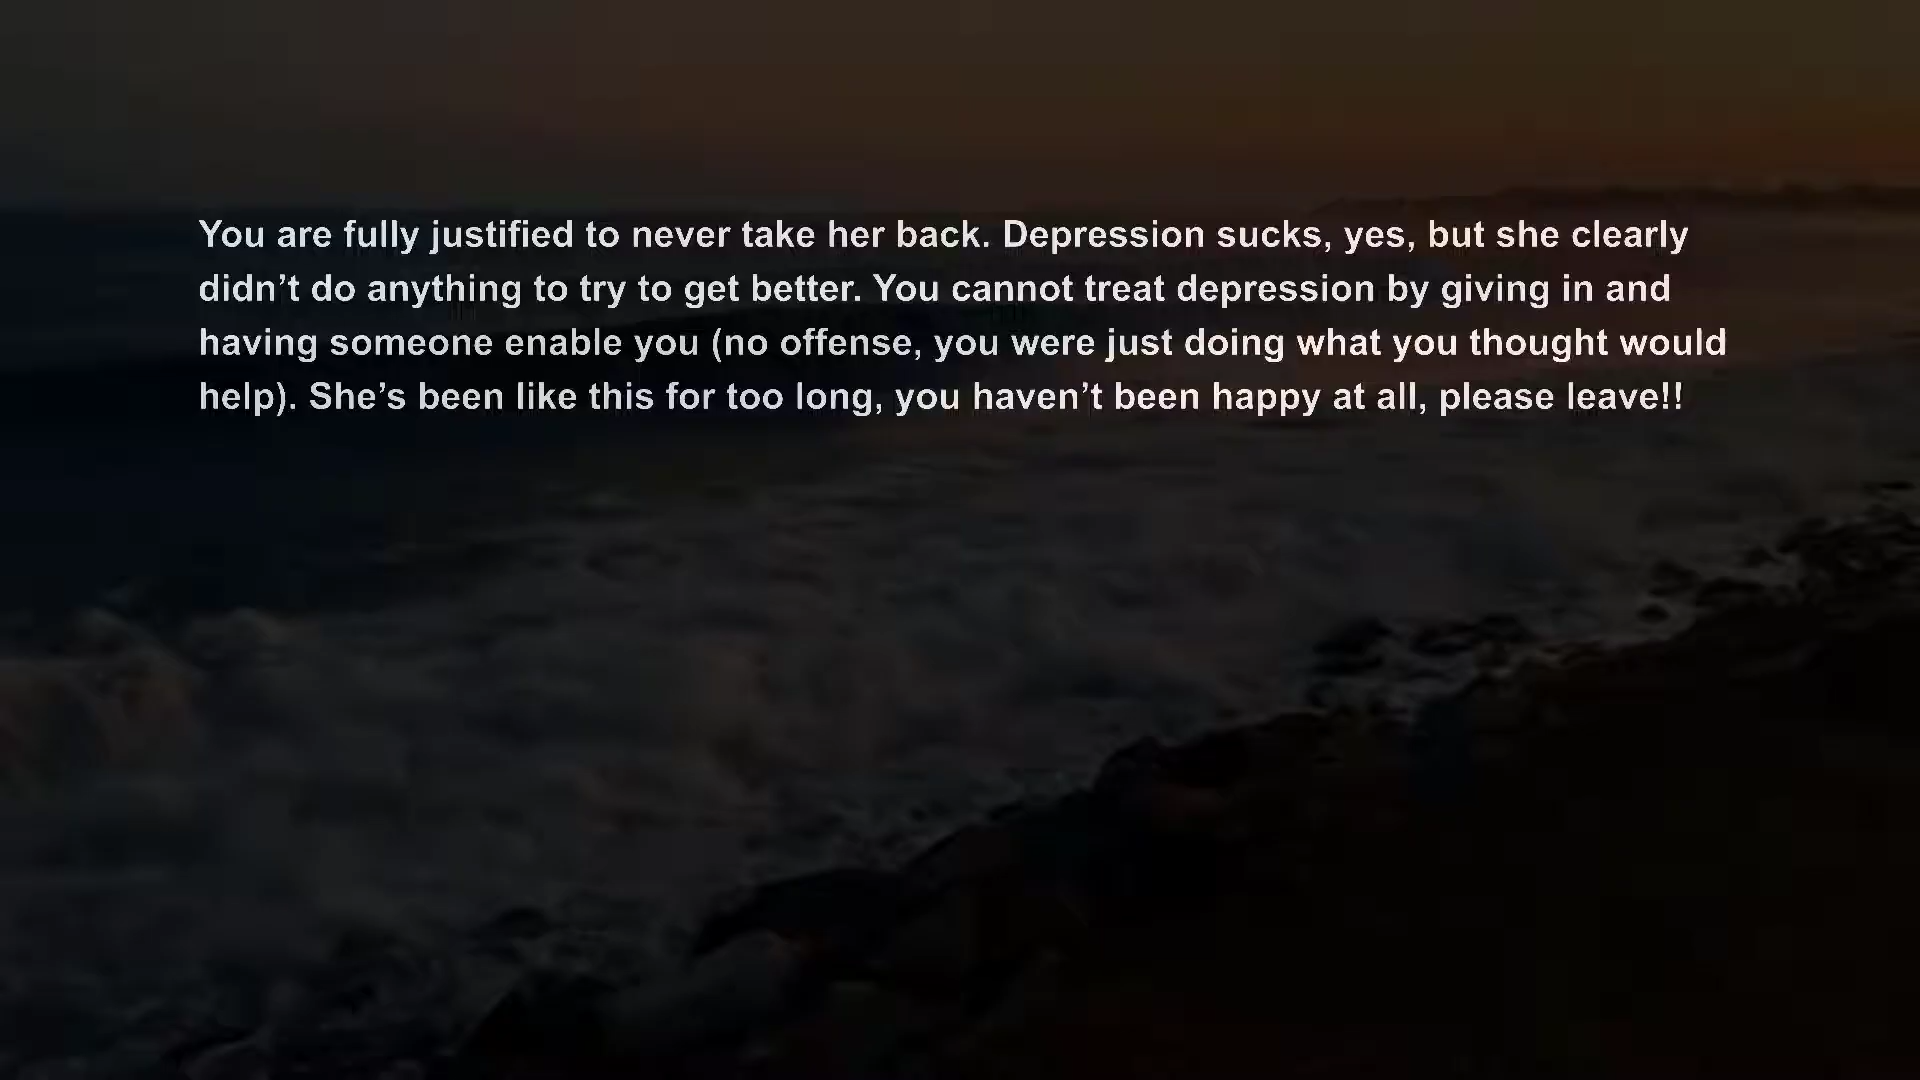 You are fully justified to never take her back. Depression sucks, yes, but she clearly
didn’t do anything to try to get better. You cannot treat depression by giving in and
having someone enable you (no offense, you were just doing what you thought would
help). She’s been like this for too long, you haven’t been happy at all, please leave!!